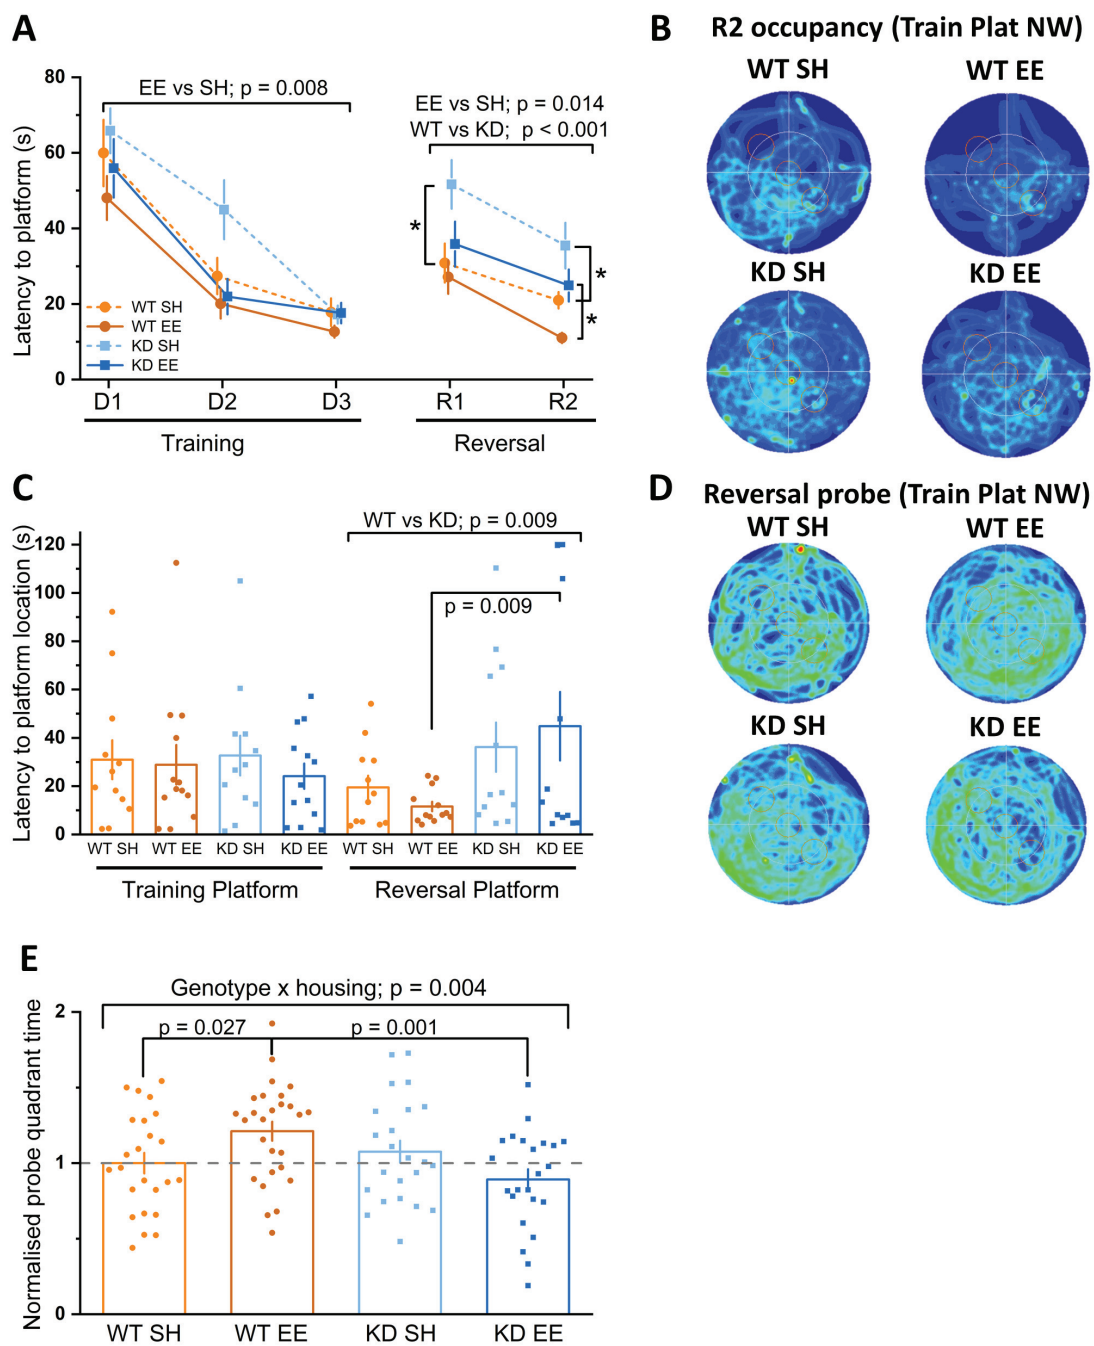 A
Latency to platform (s)
80
60
40
20
0
EE vs SH; p = 0.008
EE vs SH; p = 0.014
WT vs KD; p < 0.001
*
*
*
WT SH
WT EE
KD SH
KD EE
D1 D2 D3 R1 R2
Training Reversal
B
R2 occupancy (Train Plat NW)
WT SH WT EE
KD SH KD EE
C
Latency to platform location (s)
120
100
80
60
40
20
0
WT vs KD; p = 0.009
p = 0.009
WT SH WT EE KD SH KD EE WT SH WT EE KD SH KD EE
Training Platform Reversal Platform
D
Reversal probe (Train Plat NW)
WT SH WT EE
KD SH KD EE
E
Normalised probe quadrant time
2
1
0
Genotype x housing; p = 0.004
p = 0.027 p = 0.001
WT SH WT EE KD SH KD EE